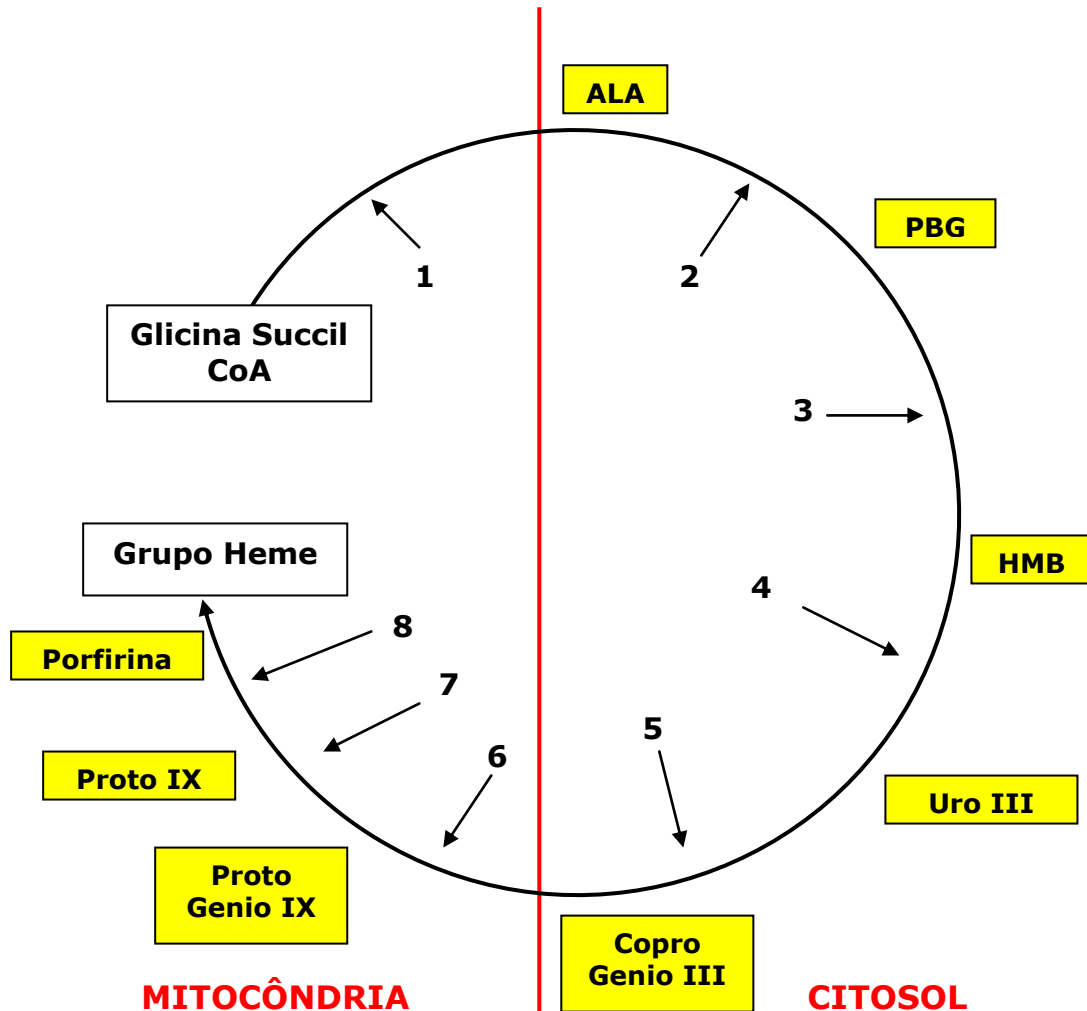 ALA
PBG
1
2
Glicina Succil
CoA
3
Grupo Heme
HMB
4
8
Porfirina
7
5
6
Proto IX
Uro III
Proto
Genio IX
Copro
Genio III
MITOCÔNDRIA
CITOSOL